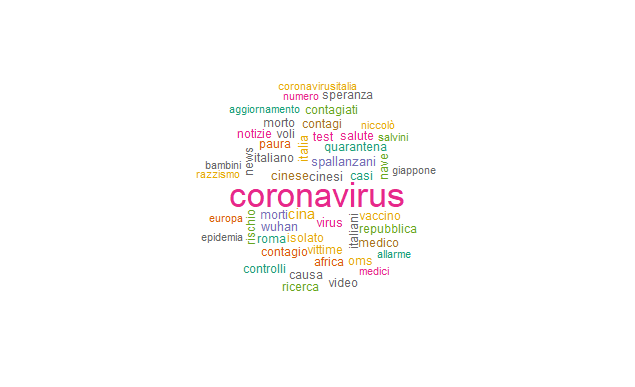 coronavirusitalia
numero speranza
aggiornamento contagiati
morto contagi niccolò
notizie voli test salute salvini
paura italia quarantena
news italiano spallanzani nave
bambini giappone
razzismo cinese cinesi casi
coronavirus
europa rischio morti cina virus italiani vaccino
wuhan repubblica
epidemia roma isolato medico
contagio vittime allarme
africa oms
controlli causa medici
ricerca video